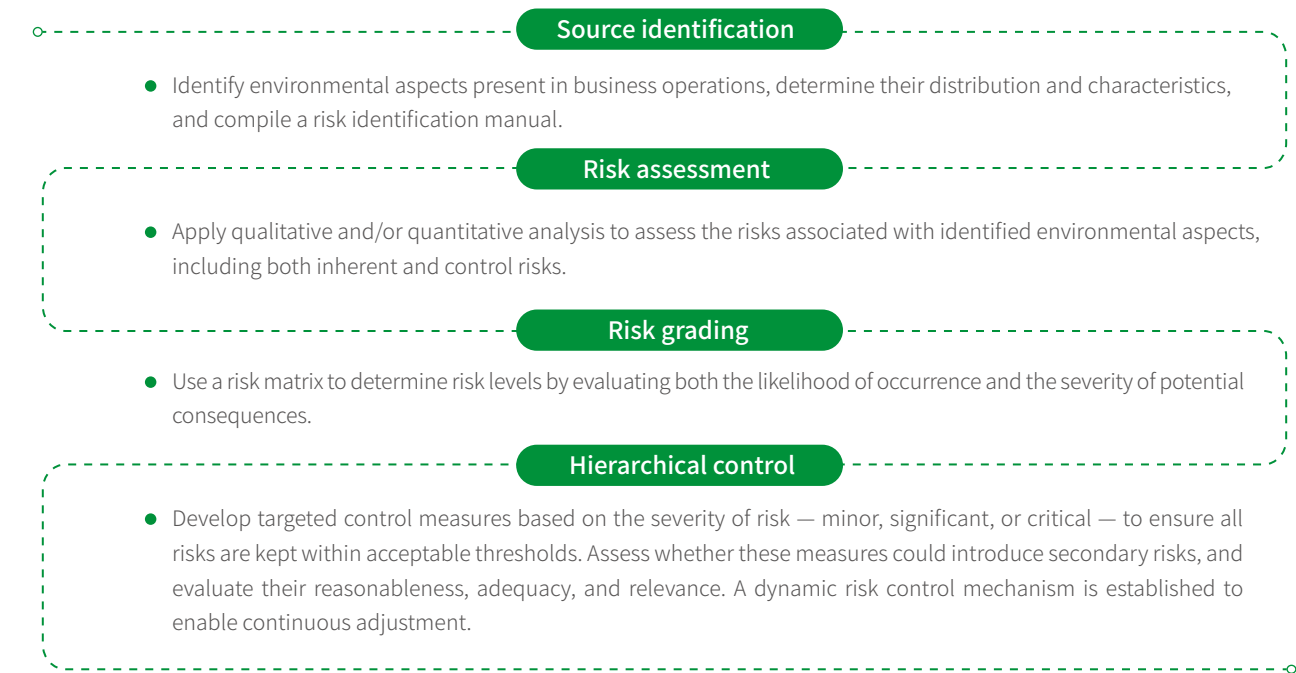 Source identification
Identify environmental aspects present in business operations, determine their distribution and characteristics,
and compile a risk identification manual.
Risk assessment
Apply qualitative and/or quantitative analysis to assess the risks associated with identified environmental aspects,
including both inherent and control risks.
Risk grading
Use a risk matrix to determine risk levels by evaluating both the likelihood of occurrence and the severity of potential
consequences.
Hierarchical control
Develop targeted control measures based on the severity of risk — minor, significant, or critical — to ensure all
risks are kept within acceptable thresholds. Assess whether these measures could introduce secondary risks, and
evaluate their reasonableness, adequacy, and relevance. A dynamic risk control mechanism is established to
enable continuous adjustment.